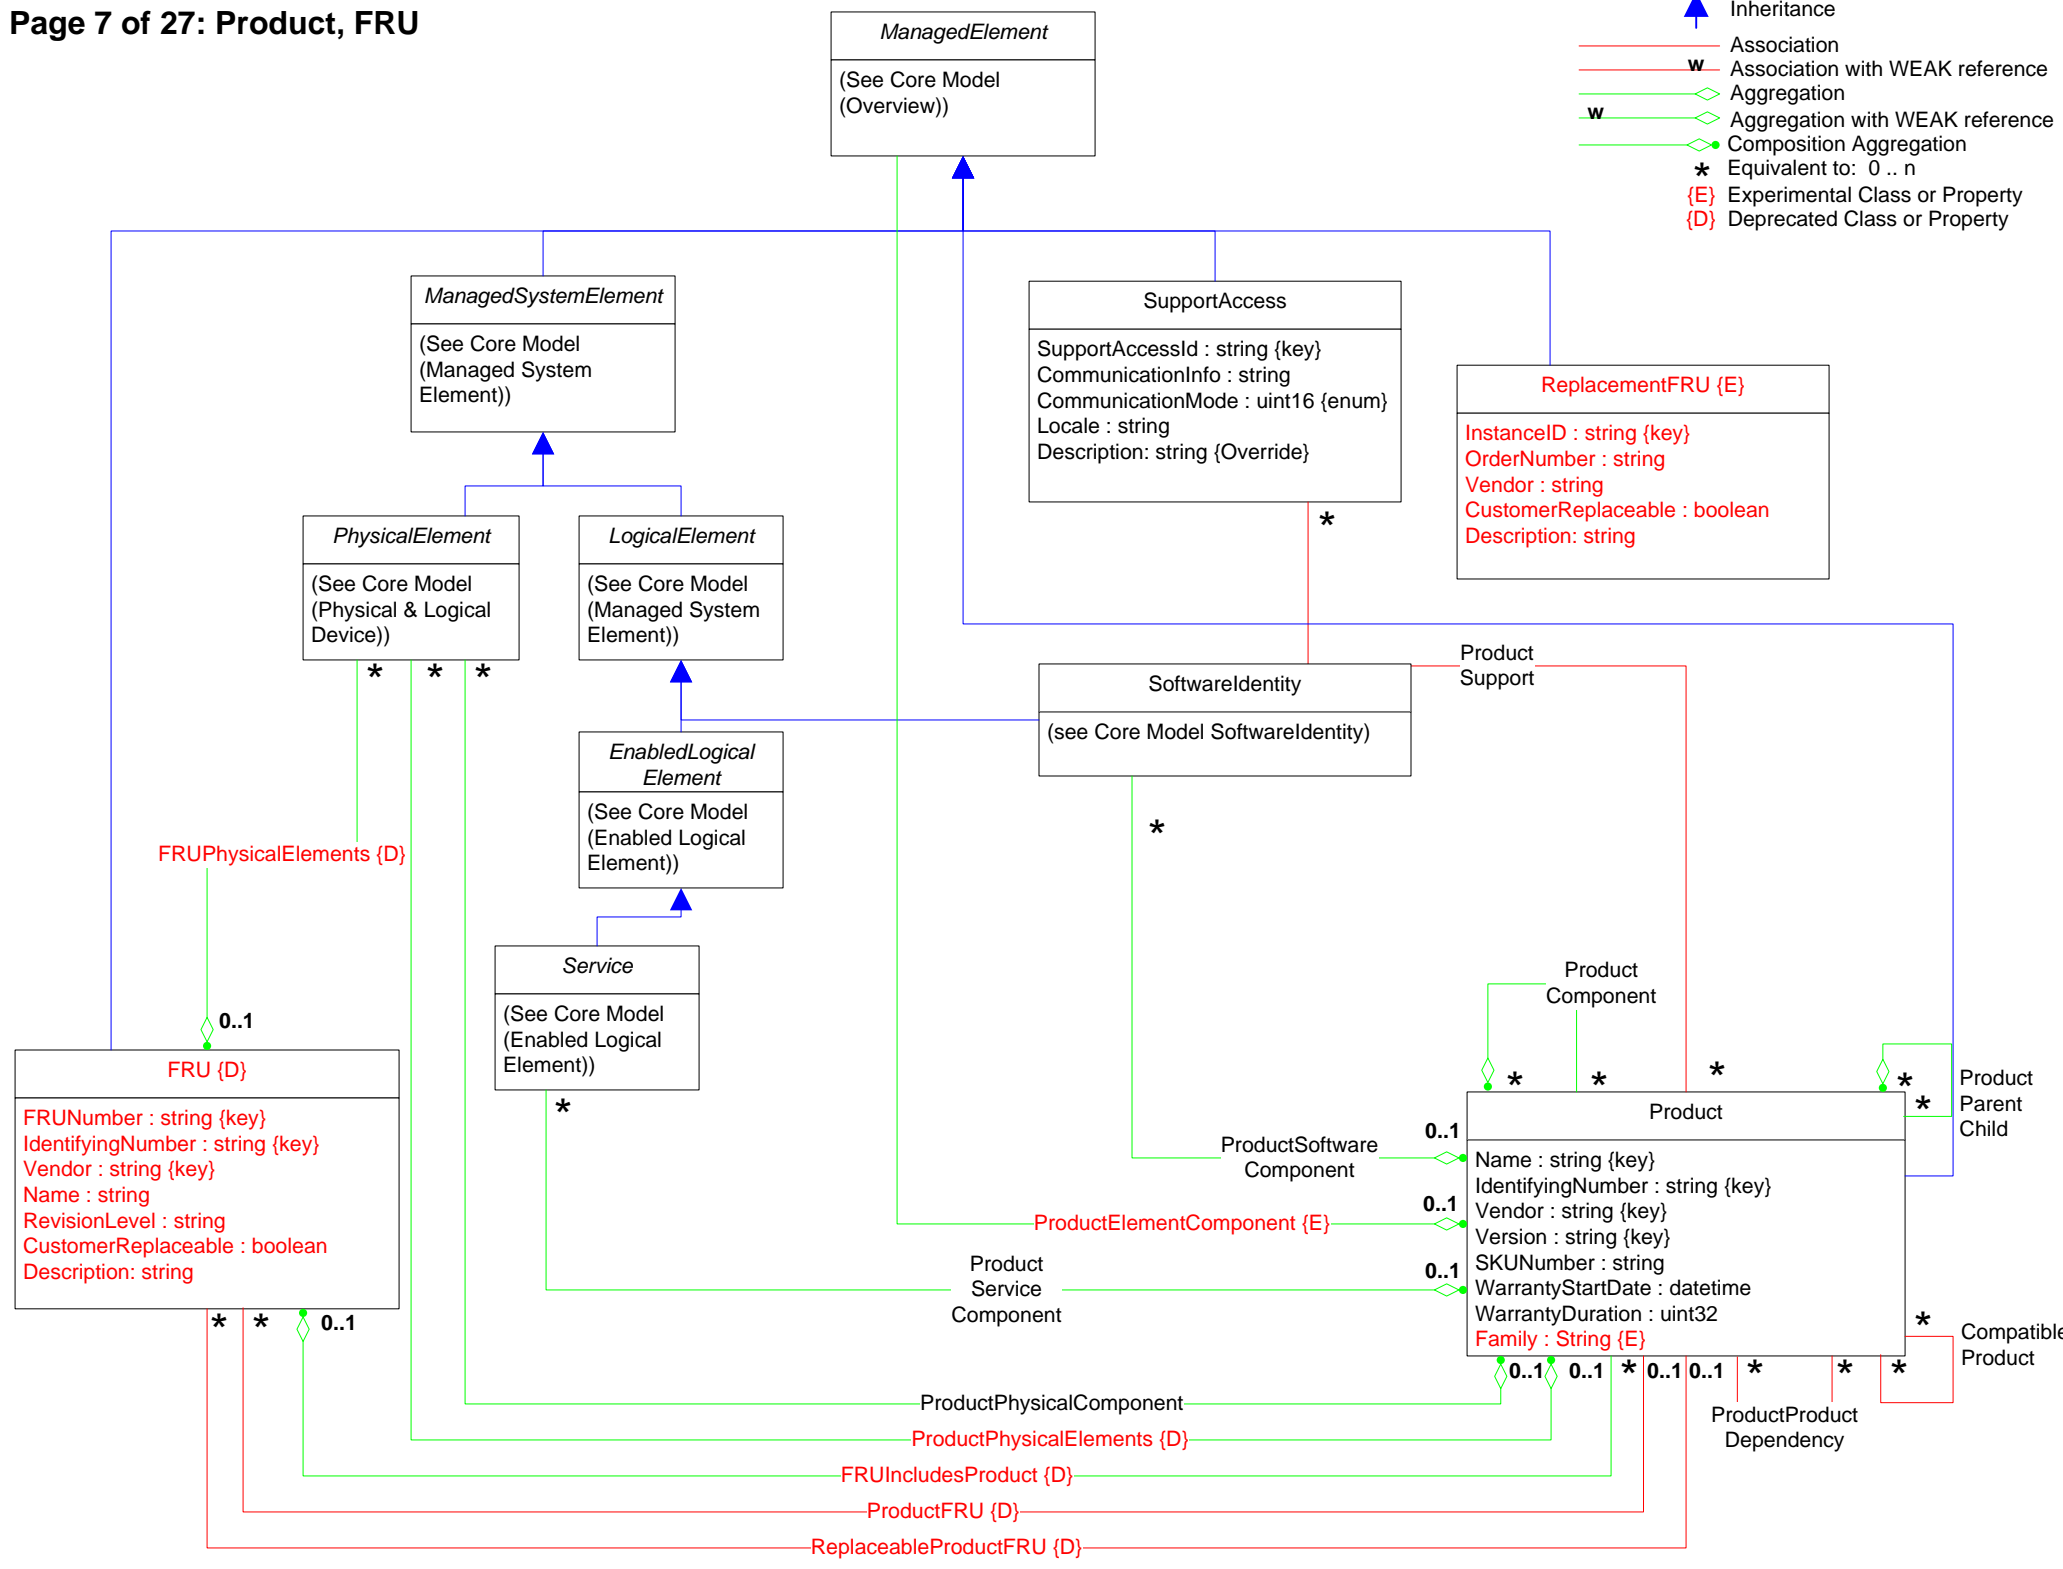 Page 7 of 27: Product, FRU
Inheritance
Association
w
Association with WEAK reference
Aggregation
w
Aggregation with WEAK reference
Composition Aggregation
* Equivalent to: 0 .. n
{E} Experimental Class or Property
{D} Deprecated Class or Property
ManagedElement
(See Core Model
(Overview))
ManagedSystemElement
(See Core Model
(Managed System
Element))
SupportAccess
SupportAccessId : string {key}
CommunicationInfo : string
CommunicationMode : uint16 {enum}
Locale : string
Description: string {Override}
*
ReplacementFRU {E}
InstanceID : string {key}
OrderNumber : string
Vendor : string
CustomerReplaceable : boolean
Description: string
PhysicalElement
(See Core Model
(Physical & Logical
Device))
* * *
LogicalElement
(See Core Model
(Managed System
Element))
SoftwareIdentity
(see Core Model SoftwareIdentity)
*
Product
Support
EnabledLogical
Element
(See Core Model
(Enabled Logical
Element))
FRUPhysicalElements {D}
0..1
Service
(See Core Model
(Enabled Logical
Element))
*
FRU {D}
FRUNumber : string {key}
IdentifyingNumber : string {key}
Vendor : string {key}
Name : string
RevisionLevel : string
CustomerReplaceable : boolean
Description: string
* * 0..1
Product
Component
* * *
*
*
Product
Parent
Child
Product
Name : string {key}
IdentifyingNumber : string {key}
Vendor : string {key}
Version : string {key}
SKUNumber : string
WarrantyStartDate : datetime
WarrantyDuration : uint32
Family : String {E}
0..1
ProductSoftware
Component
0..1
ProductElementComponent {E}
0..1
Product
Service
Component
*
Compatible
Product
0..1 0..1 * 0..1 0..1 * * *
ProductProduct
Dependency
ProductPhysicalComponent
ProductPhysicalElements {D}
FRUIncludesProduct {D}
ProductFRU {D}
ReplaceableProductFRU {D}